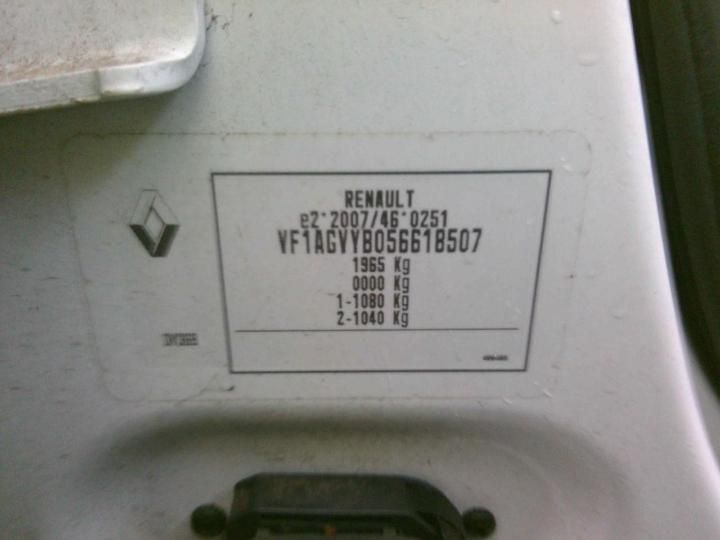 RENAULT
e2*2007/46*0251
VF1AGVYB056618507
1965 Kg
0000 Kg
1-1080 Kg
2-1040 Kg